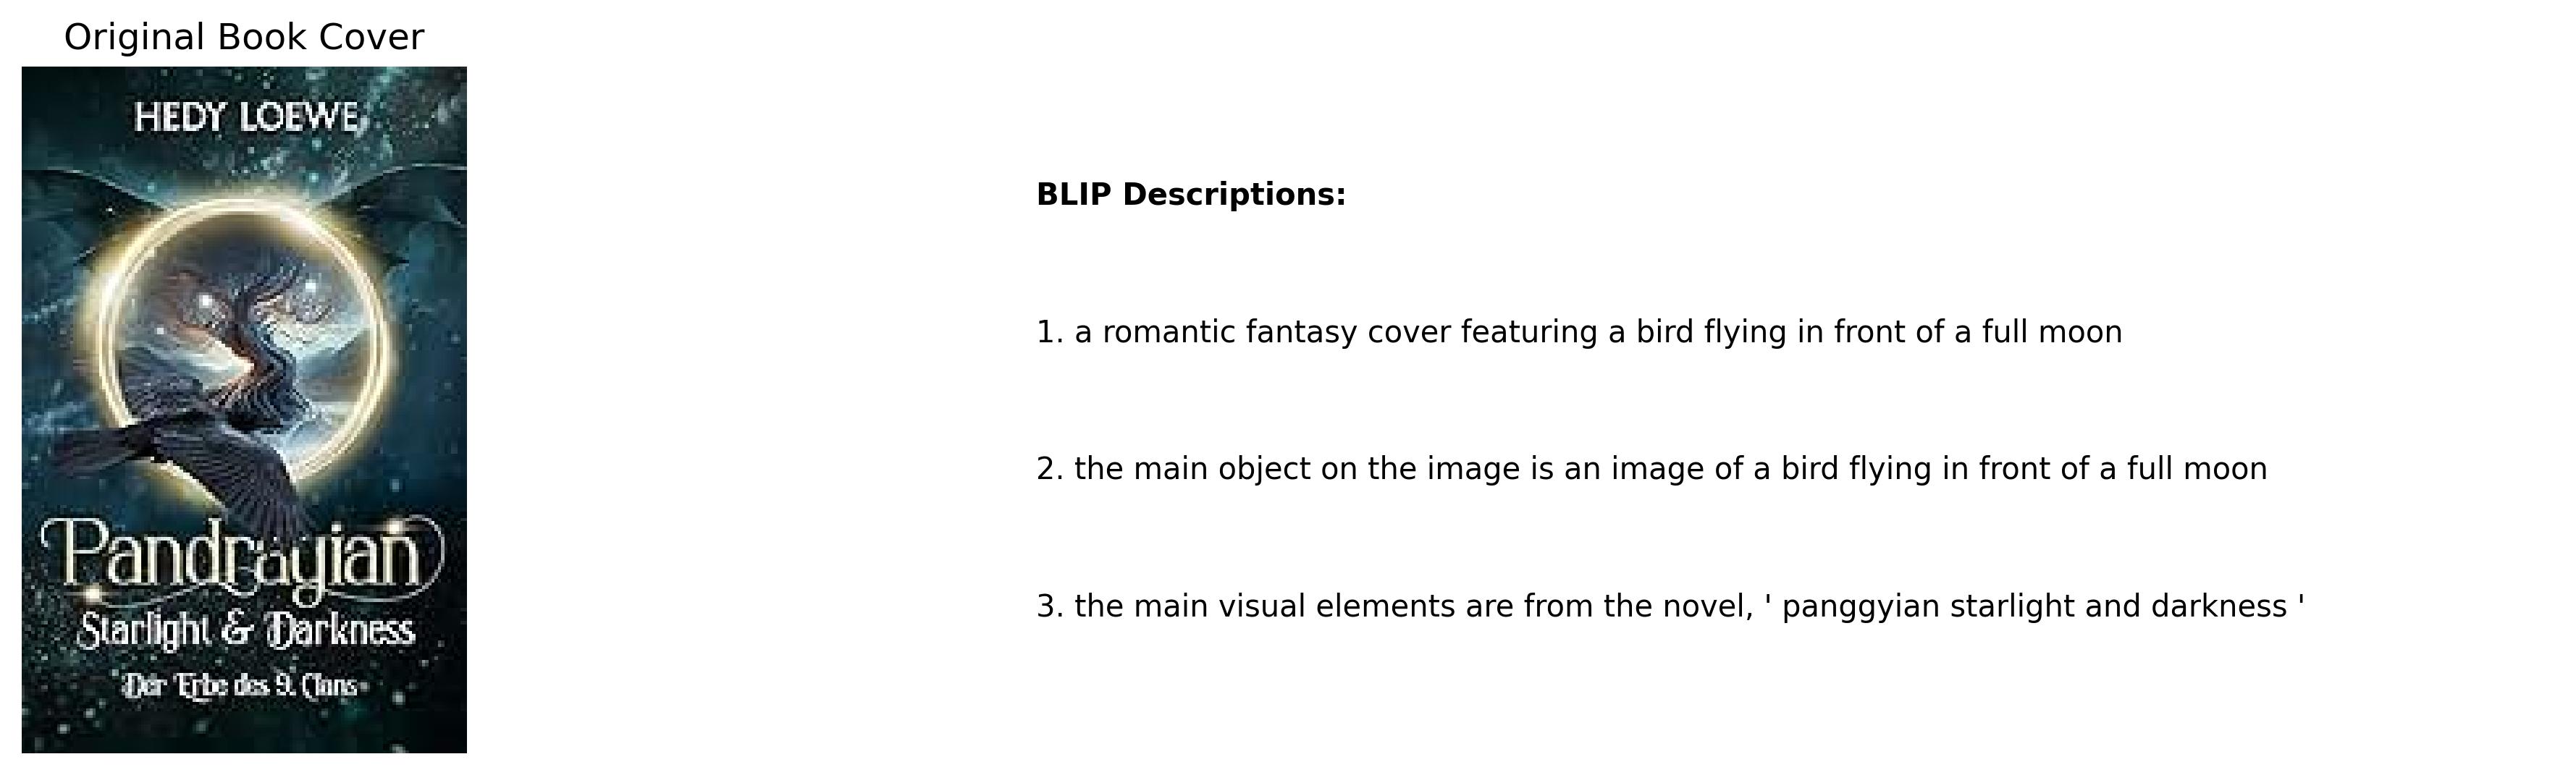 Original Book Cover
HEDY LOEWE
Pandrayian
Starlight & Darkness
Der Erbe des 9. Clans
BLIP Descriptions:
1. a romantic fantasy cover featuring a bird flying in front of a full moon
2. the main object on the image is an image of a bird flying in front of a full moon
3. the main visual elements are from the novel, ' panggyian starlight and darkness '